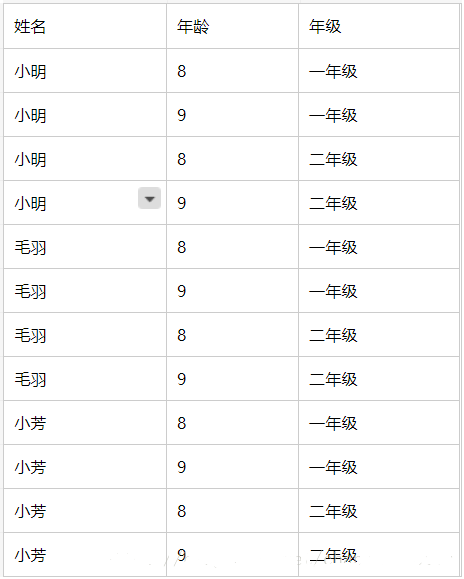 姓名 年龄 年级
小明 8 一年级
小明 9 一年级
小明 8 二年级
小明 9 二年级
毛羽 8 一年级
毛羽 9 一年级
毛羽 8 二年级
毛羽 9 二年级
小芳 8 一年级
小芳 9 一年级
小芳 8 二年级
小芳 9 二年级